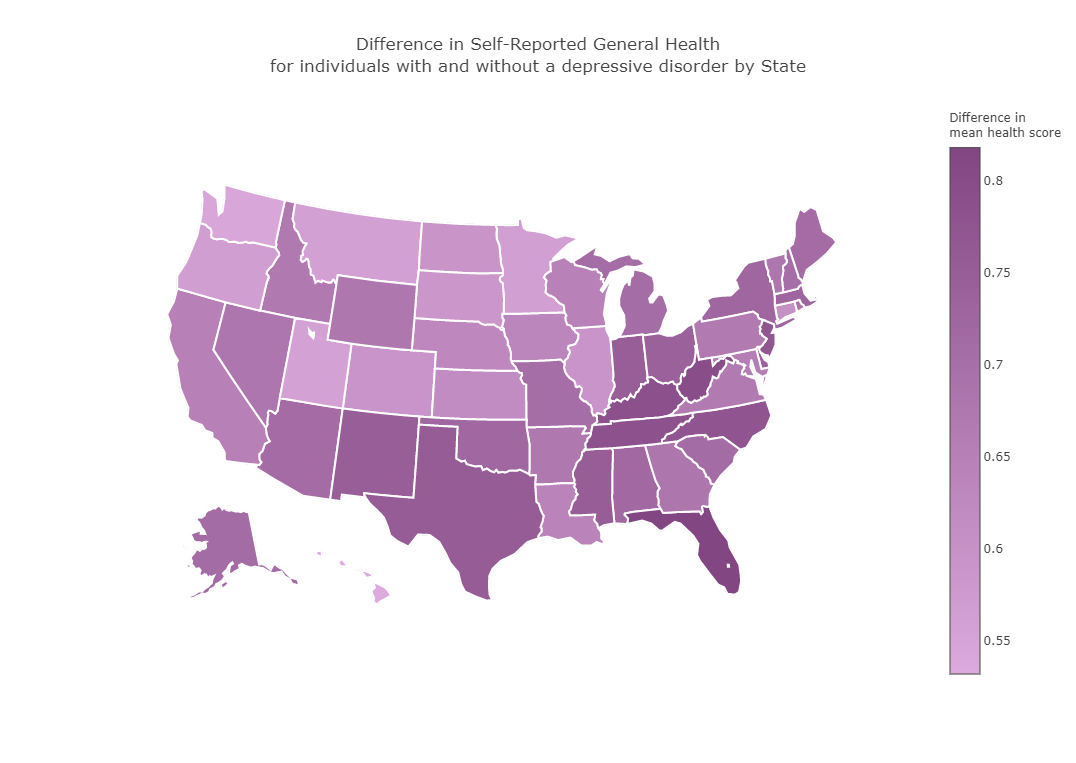 Difference in Self-Reported General Health
for individuals with and without a depressive disorder by State
Difference in
mean health score
0.8
0.75
0.7
0.65
0.6
0.55